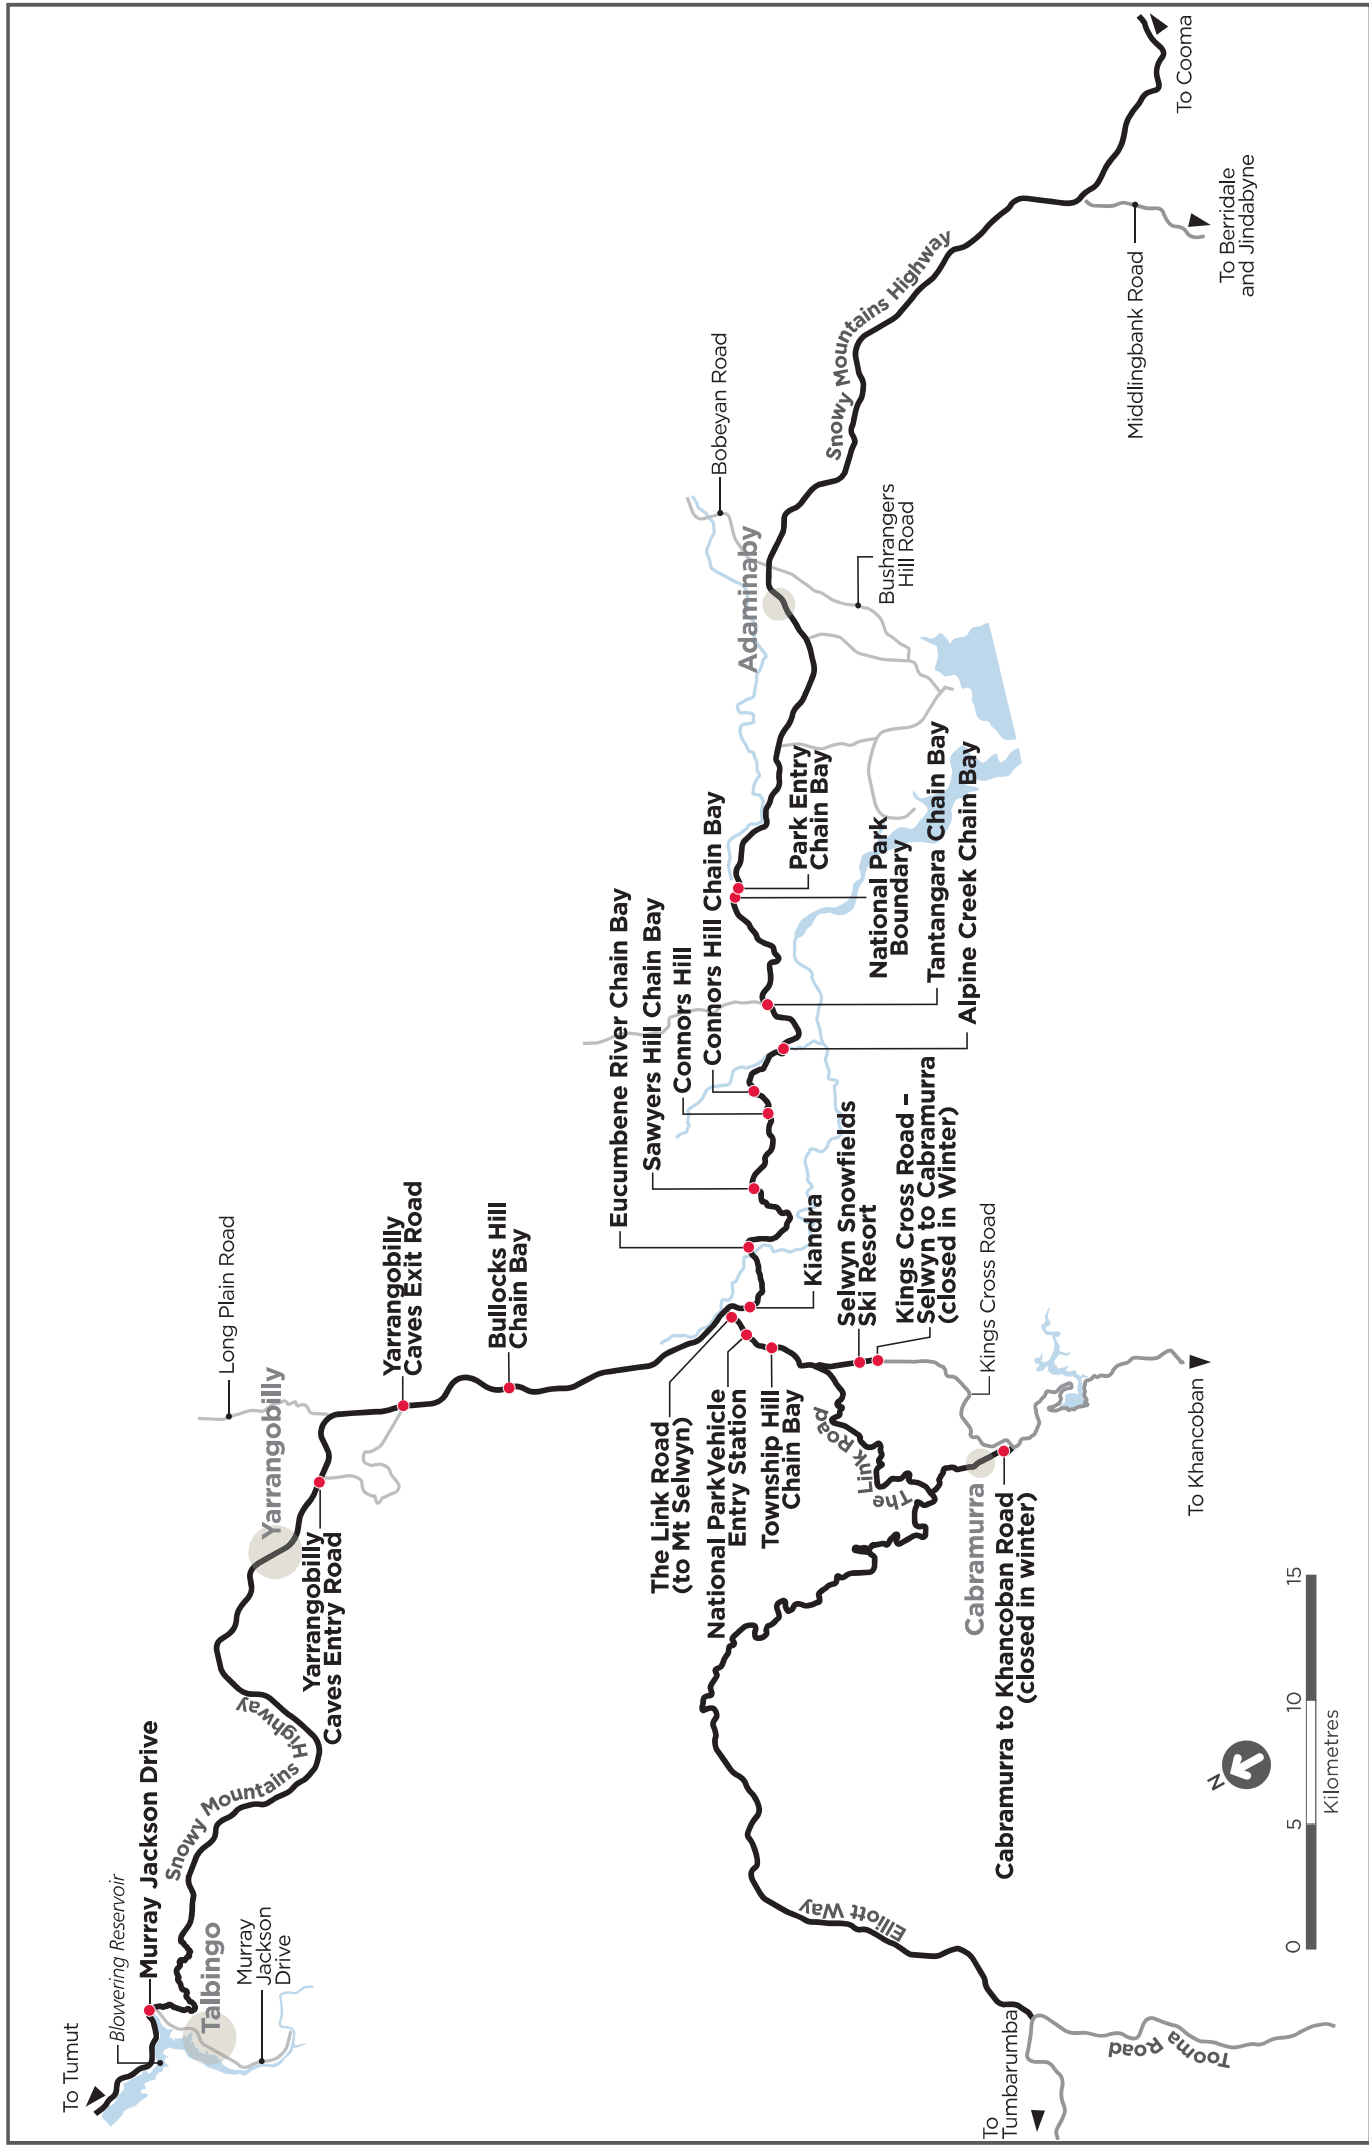 To Tumut
Blowering Reservoir
Murray Jackson Drive
Talbingo
Murray
Jackson
Drive
Snowy Mountains Highway
Long Plain Road
Yarrangobilly
Yarrangobilly
Caves Entry Road
Yarrangobilly
Caves Exit Road
Bullocks Hill
Chain Bay
Eucumbene River Chain Bay
Sawyers Hill Chain Bay
Connors Hill
Connors Hill Chain Bay
Park Entry
Chain Bay
National Park
Boundary
Tantangara Chain Bay
Alpine Creek Chain Bay
Adaminaby
Bobeyan Road
Bushrangers
Hill Road
Snowy Mountains Highway
Middlingbank Road
To Berridale
and Jindabyne
To Cooma
The Link Road
(to Mt Selwyn)
National ParkVehicle
Entry Station
Township Hill
Chain Bay
Kiandra
Selwyn Snowfields
Ski Resort
Kings Cross Road –
Selwyn to Cabramurra
(closed in Winter)
Kings Cross Road
The Link Road
Cabramurra
Cabramurra to Khancoban Road
(closed in winter)
To Khancoban
Elliott Way
To
Tumbarumba
Tooma Road
N
0 5 10 15
Kilometres